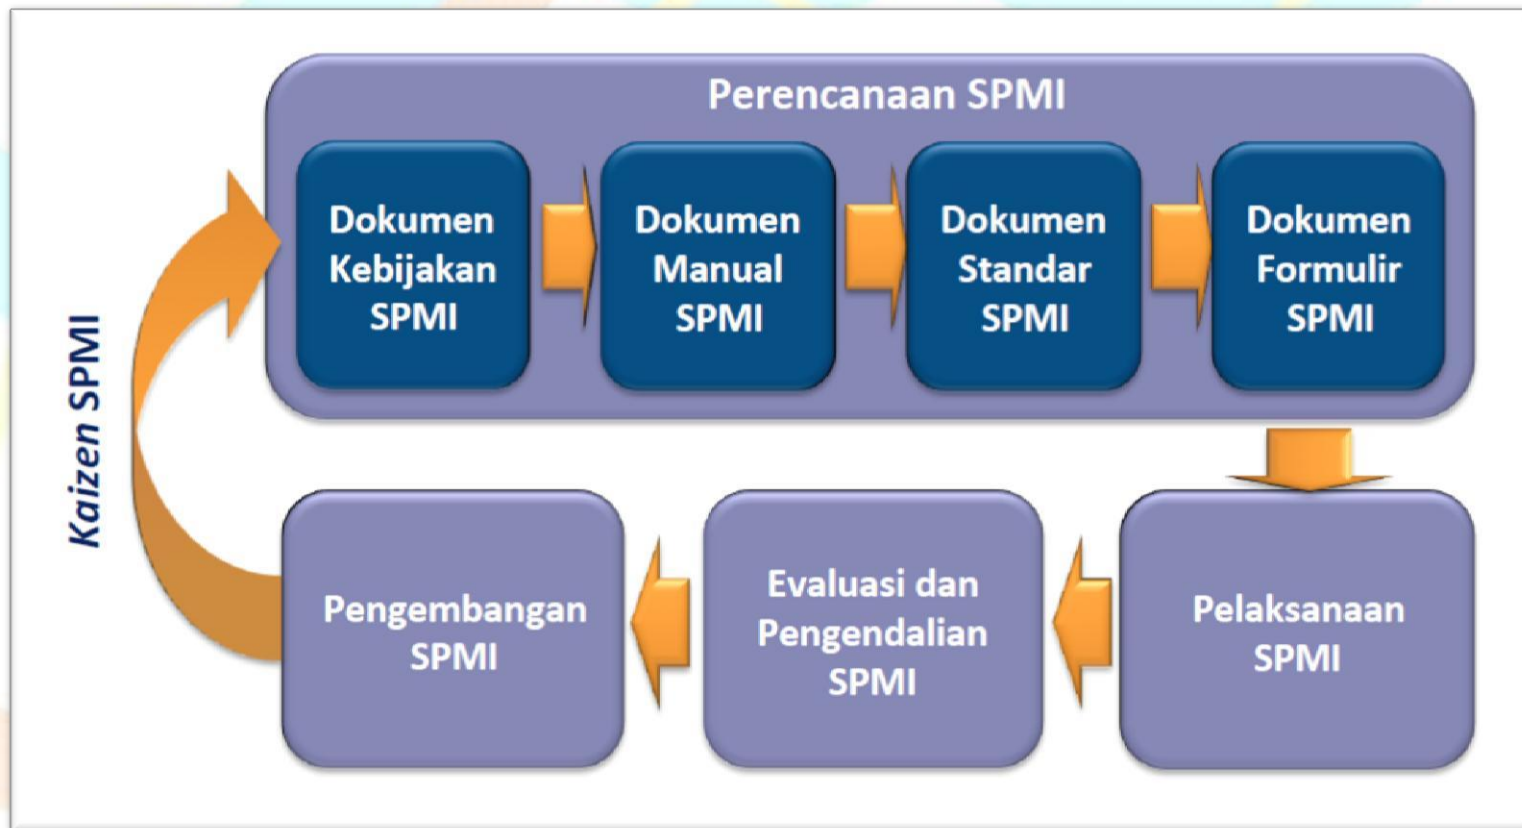 Perencanaan SPMI
Dokumen
Kebijakan
SPMI
Dokumen
Manual
SPMI
Dokumen
Standar
SPMI
Dokumen
Formulir
SPMI
Kaizen SPMI
Pengembangan
SPMI
Evaluasi dan
Pengendalian
SPMI
Pelaksanaan
SPMI